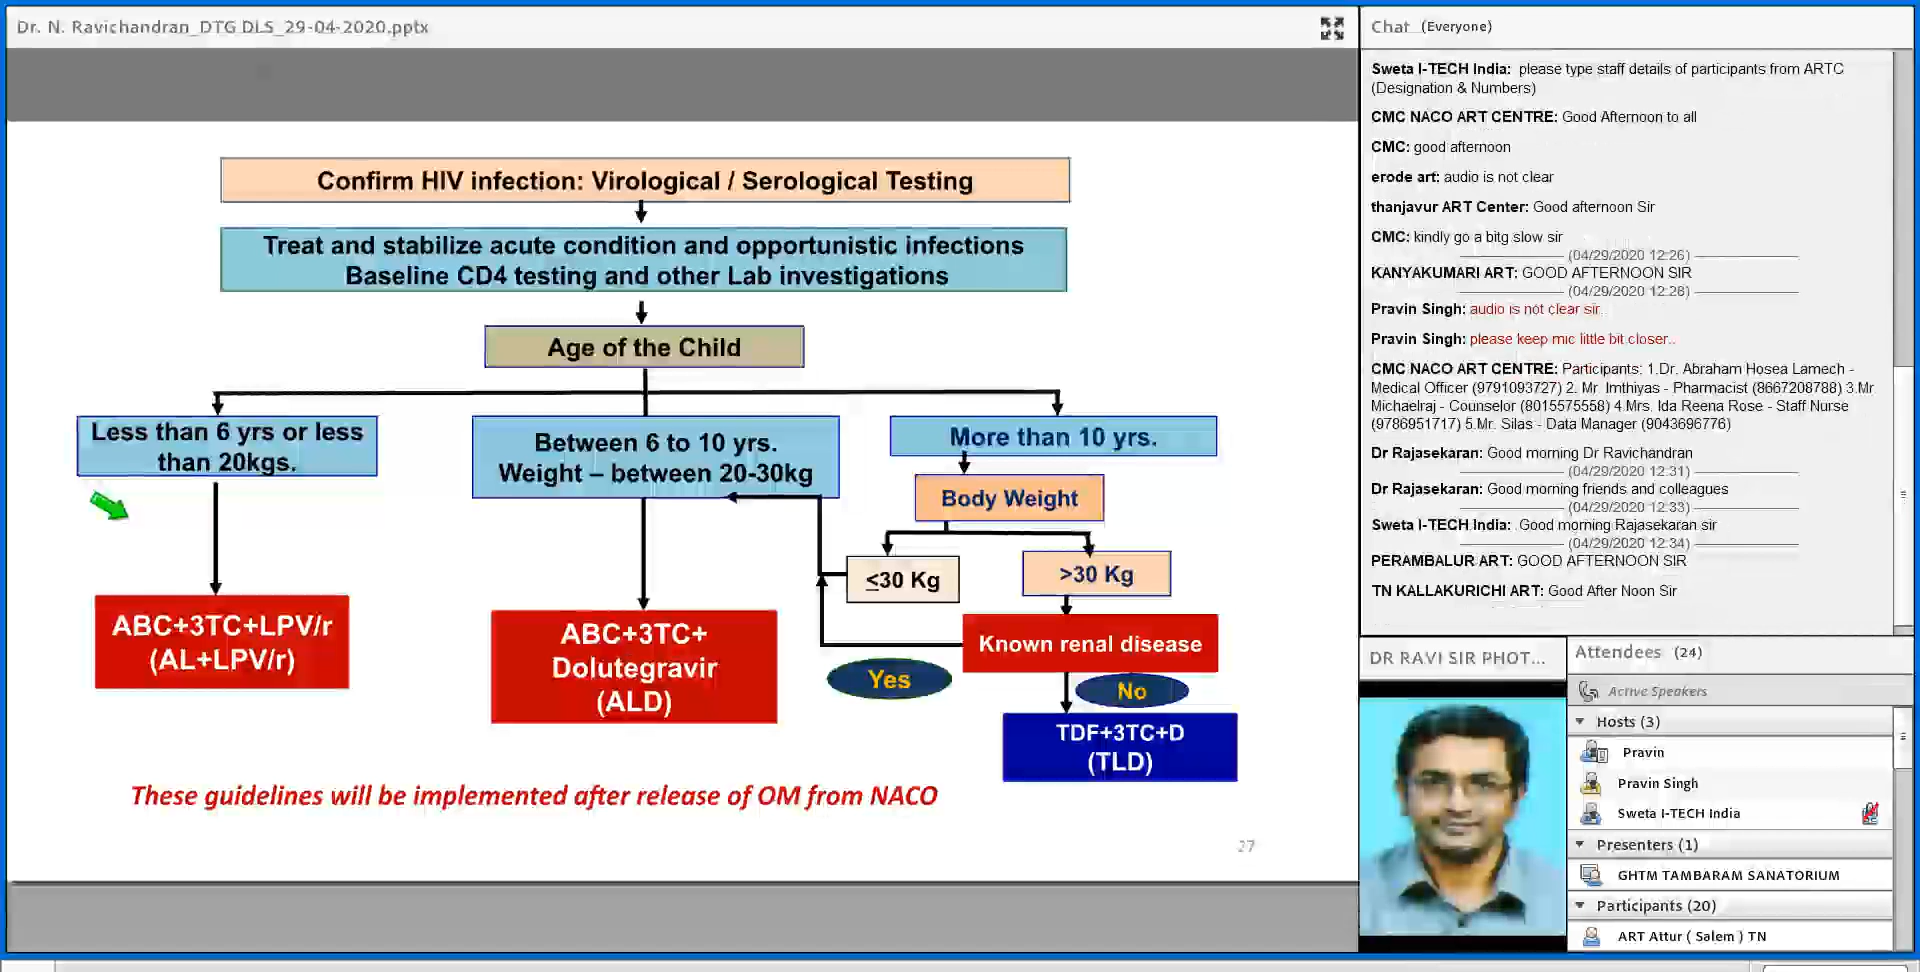 Dr. N. Ravichandran_DTG DLS_29-04-2020.pptx
Confirm HIV infection: Virological / Serological Testing
Treat and stabilize acute condition and opportunistic infections
Baseline CD4 testing and other Lab investigations
Age of the Child
Less than 6 yrs or less
than 20kgs.
Between 6 to 10 yrs.
Weight – between 20-30kg
More than 10 yrs.
Body Weight
≤30 Kg
>30 Kg
ABC+3TC+LPV/r
(AL+LPV/r)
ABC+3TC+
Dolutegravir
(ALD)
Known renal disease
Yes
No
TDF+3TC+D
(TLD)
These guidelines will be implemented after release of OM from NACO
27
Chat (Everyone)
Sweta I-TECH India: please type staff details of participants from ARTC
(Designation & Numbers)
CMC NACO ART CENTRE: Good Afternoon to all
CMC: good afternoon
erode art: audio is not clear
thanjavur ART Center: Good afternoon Sir
CMC: kindly go a bitg slow sir
(04/29/2020 12:26)
KANYAKUMARI ART: GOOD AFTERNOON SIR
(04/29/2020 12:28)
Pravin Singh: audio is not clear sir..
Pravin Singh: please keep mic little bit closer..
CMC NACO ART CENTRE: Participants: 1.Dr. Abraham Hosea Lamech -
Medical Officer (9791093727) 2. Mr. Imthiyas - Pharmacist (8667208788) 3.Mr
Michaelraj - Counselor (8015575558) 4.Mrs. Ida Reena Rose - Staff Nurse
(9786951717) 5.Mr. Silas - Data Manager (9043696776)
Dr Rajasekaran: Good morning Dr Ravichandran
(04/29/2020 12:31)
Dr Rajasekaran: Good morning friends and colleagues
(04/29/2020 12:33)
Sweta I-TECH India: Good morning Rajasekaran sir
(04/29/2020 12:34)
PERAMBALUR ART: GOOD AFTERNOON SIR
TN KALLAKURICHI ART: Good After Noon Sir
DR RAVI SIR PHOT...
Attendees (24)
Active Speakers
Hosts (3)
Pravin
Pravin Singh
Sweta I-TECH India
Presenters (1)
GHTM TAMBARAM SANATORIUM
Participants (20)
ART Attur ( Salem ) TN